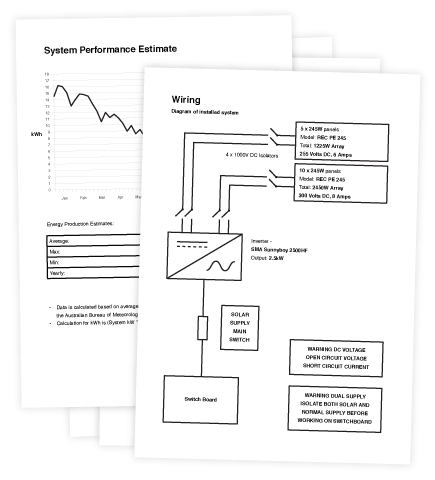 System Performance Estimate
18
17
16
15
14
13
12
11
10
9
8
7
6
5
4
3
2
1
0
kWh
Jan
Feb
Mar
Apr
Energy Production Estimates:
Average:
Max:
Min:
Yearly:
- Data is calculated based on average
the Australian Bureau of Meteorolog
- Calculation for kWh is (System kW *
Wiring
Diagram of installed system
5 x 245W panels
Model: REC PE 245
Total: 1225W Array
255 Volts DC, 6 Amps
4 x 1000V DC Isolators
10 x 245W panels
Model: REC PE 245
Total: 2450W Array
300 Volts DC, 8 Amps
Inverter -
SMA Sunnyboy 2500HF
Output: 2.5kW
SOLAR
SUPPLY
MAIN
SWITCH
Switch Board
WARNING DC VOLTAGE
OPEN CIRCUIT VOLTAGE
SHORT CIRCUIT CURRENT
WARNING DUAL SUPPLY
ISOLATE BOTH SOLAR AND
NORMAL SUPPLY BEFORE
WORKING ON SWITCHBOARD